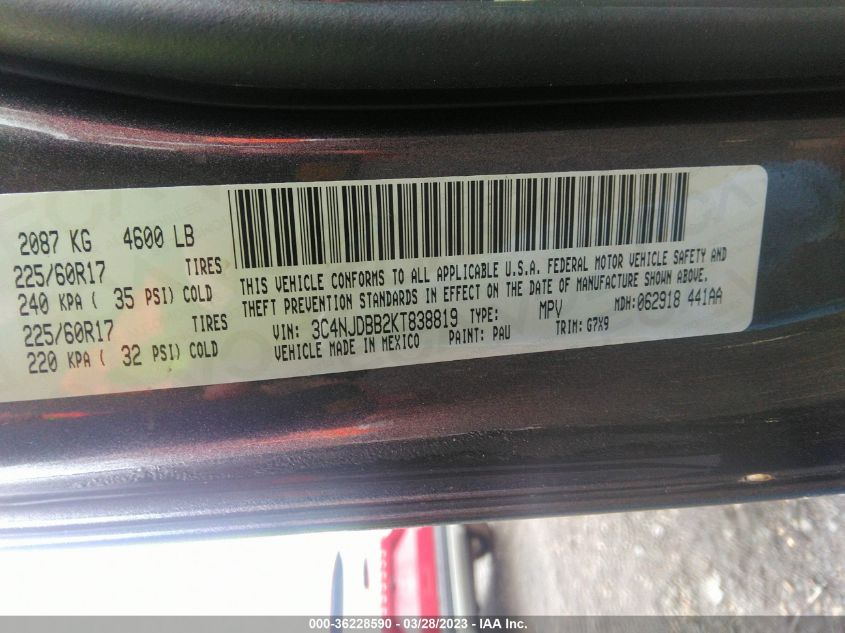 2087 KG 4600 LB
225/60R17 TIRES
240 KPA ( 35 PSI) COLD
225/60R17 TIRES
220 KPA ( 32 PSI) COLD
THIS VEHICLE CONFORMS TO ALL APPLICABLE U.S.A. FEDERAL MOTOR VEHICLE SAFETY AND
THEFT PREVENTION STANDARDS IN EFFECT ON THE DATE OF MANUFACTURE SHOWN ABOVE.
VIN: 3C4NJDBB2KT838819 TYPE: MPV MDH:062918 441AA
VEHICLE MADE IN MEXICO PAINT: PAU TRIM: G7X9
000-36228590 - 03/28/2023 - IAA Inc.